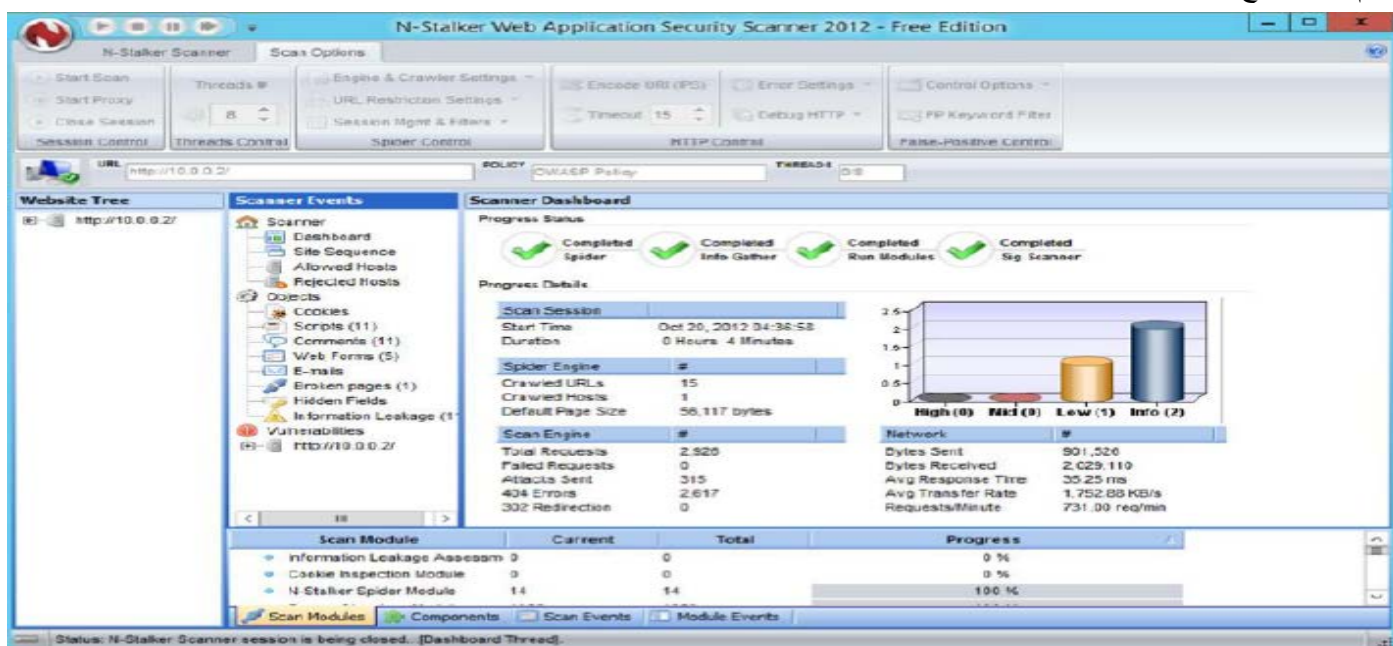 N-Stalker Web Application Security Scanner 2012 - Free Edition
N-Stalker Scanner Scan Options
Start Scan
Start Proxy
Close Session
Session Control
Threads #
8
Threads Control
Engine & Crawler Settings
URL Restriction Settings
Session Mgmt & Filters
Spider Control
Encode URI (IPS)
Error Settings
Timeout 15
Debug HTTP
HTTP Control
Control Options
FP Keyword Filter
False-Positive Control
URL http://10.0.0.2/
POLICY OWASP Policy
THREADS 0/8
Website Tree
http://10.0.0.2/
Scanner Events
Scanner
Dashboard
Site Sequence
Allowed Hosts
Rejected Hosts
Objects
Cookies
Scripts (11)
Comments (11)
Web Forms (5)
E-mails
Broken pages (1)
Hidden Fields
Information Leakage (1
Vulnerabilities
http://10.0.0.2/
Scanner Dashboard
Progress Status
Completed Spider
Completed Info Gather
Completed Run Modules
Completed Sig Scanner
Progress Details
Scan Session
Start Time Oct 20, 2012 04:36:58
Duration 0 Hours 4 Minutes
Spider Engine #
Crawled URLs 15
Crawled Hosts 1
Default Page Size 56,117 bytes
Scan Engine #
Total Requests 2,926
Failed Requests 0
Attacks Sent 315
404 Errors 2,617
302 Redirection 0
2.5
2
1.5
1
0.5
0
High (0) Mid (0) Low (1) Info (2)
Network #
Bytes Sent 901,526
Bytes Received 2,029,110
Avg Response Time 35.25 ms
Avg Transfer Rate 1,752.88 KB/s
Requests/Minute 731.00 req/min
Scan Module Current Total Progress
Information Leakage Assessm 0 0 0 %
Cookie Inspection Module 0 0 0 %
N-Stalker Spider Module 14 14 100 %
Scan Modules Components Scan Events Module Events
Status: N-Stalker Scanner session is being closed...[Dashboard Thread].